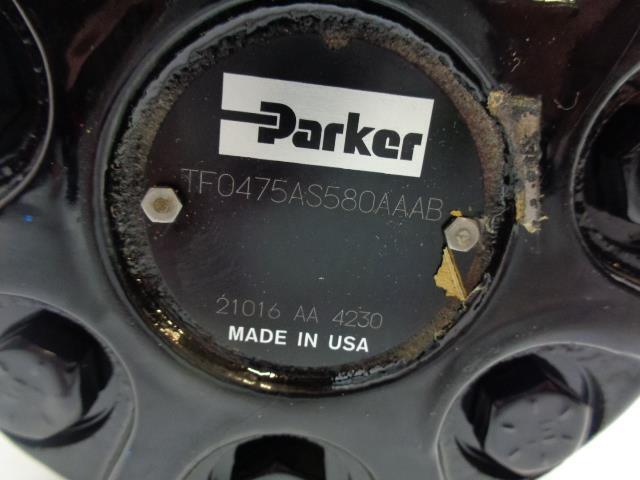 Parker
TF0475AS580AAAB
21016 AA 4230
MADE IN USA